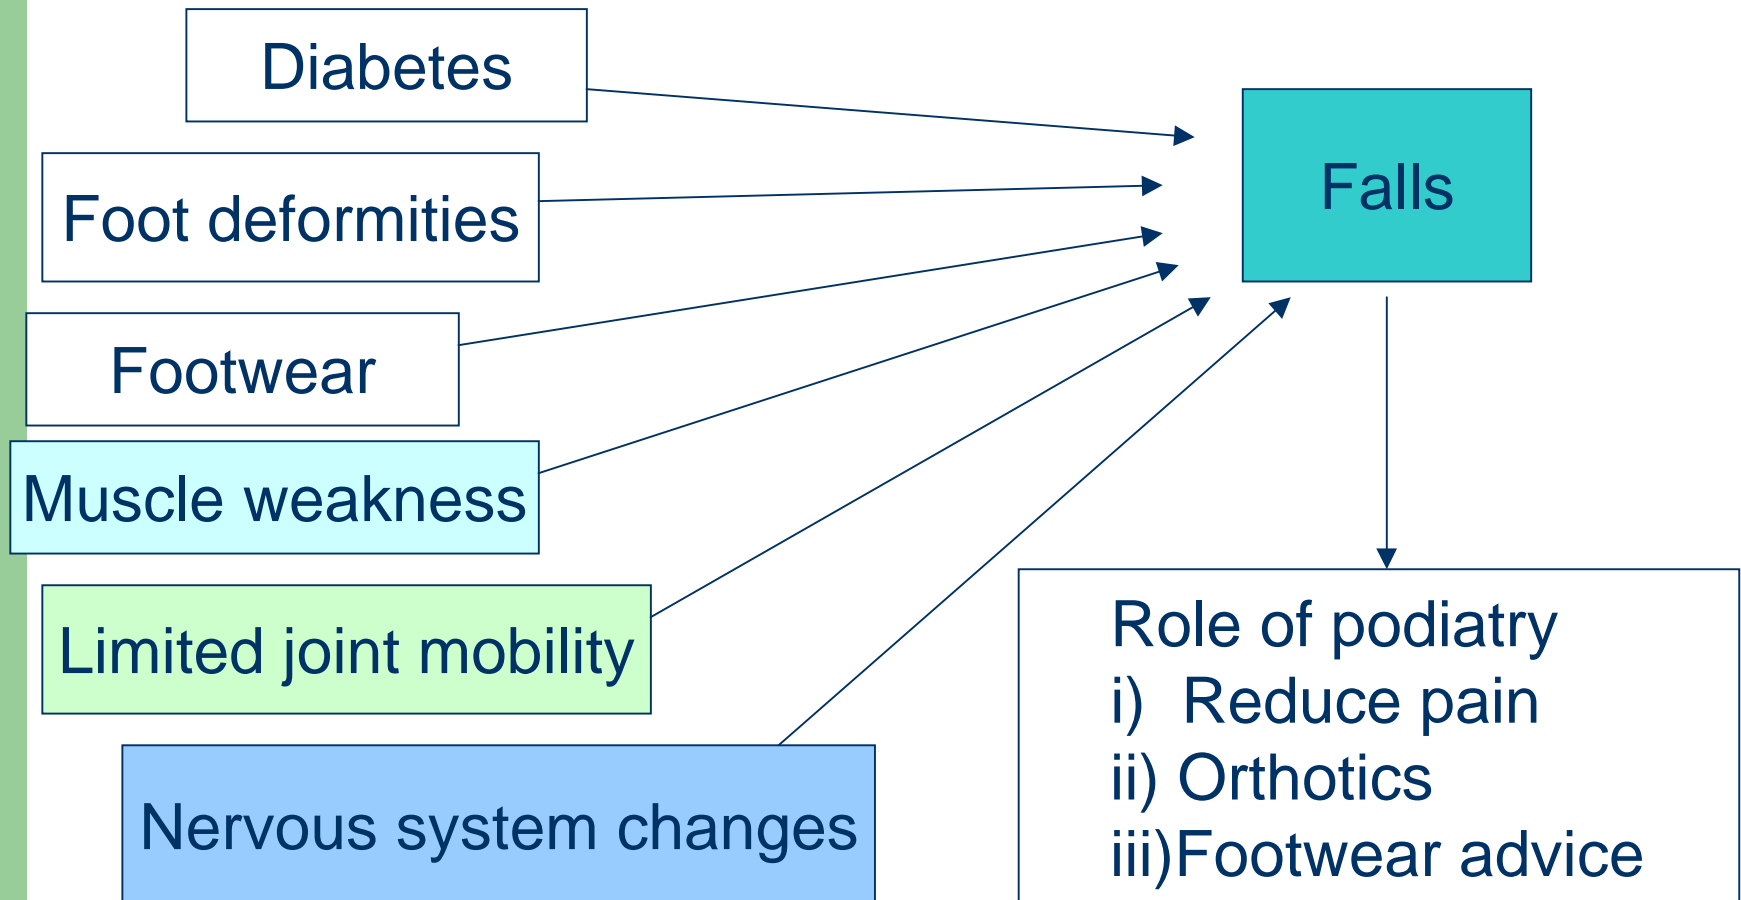 Diabetes
Foot deformities
Footwear
Muscle weakness
Limited joint mobility
Nervous system changes
Falls
Role of podiatry
i) Reduce pain
ii) Orthotics
iii)Footwear advice